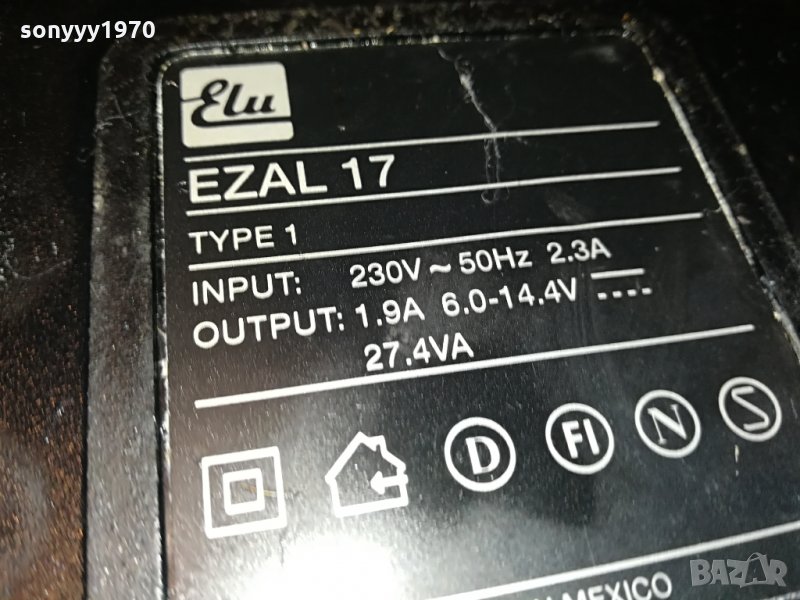 sonyyy1970
Elu
EZAL 17
TYPE 1
INPUT: 230V ~ 50Hz 2.3A
OUTPUT: 1.9A 6.0-14.4V
27.4VA
D FI N S
MEXICO
BAZAR